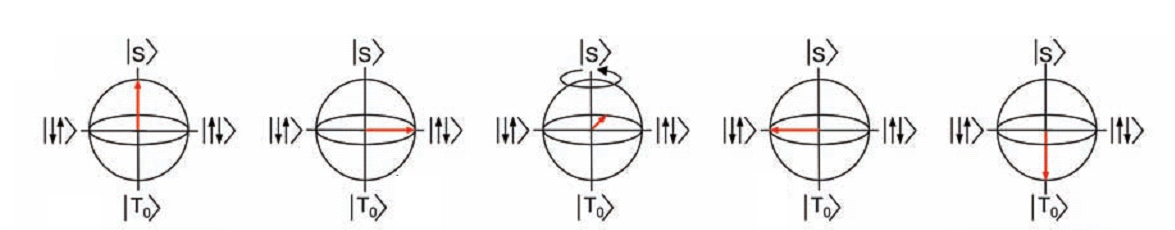 |S⟩ |S⟩ |S⟩ |S⟩ |S⟩
|↓↑⟩ |↑↓⟩ |↓↑⟩ |↑↓⟩ |↓↑⟩ |↑↓⟩ |↓↑⟩ |↑↓⟩ |↓↑⟩ |↑↓⟩
|T₀⟩ |T₀⟩ |T₀⟩ |T₀⟩ |T₀⟩